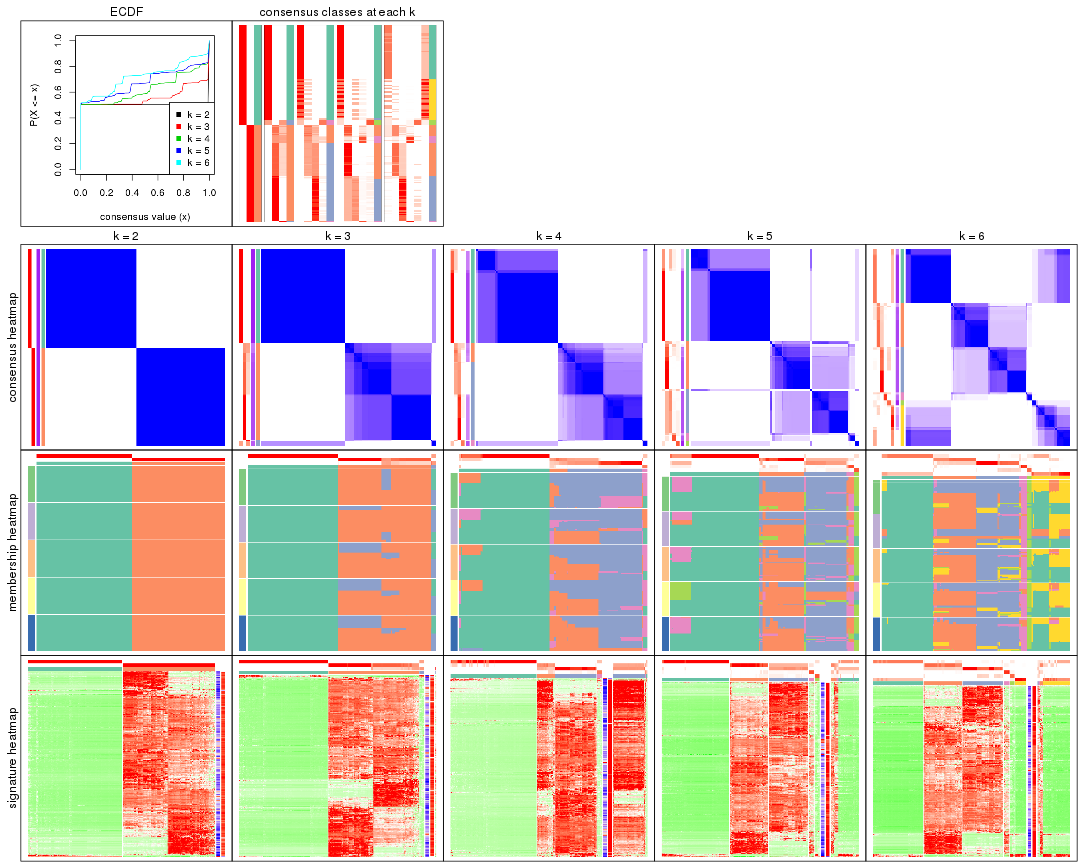 ECDF
consensus classes at each k
P(X <= x)
0.0 0.2 0.4 0.6 0.8 1.0
k = 2
k = 3
k = 4
k = 5
k = 6
0.0 0.2 0.4 0.6 0.8 1.0
consensus value (x)
k = 2
k = 3
k = 4
k = 5
k = 6
consensus heatmap
membership heatmap
signature heatmap